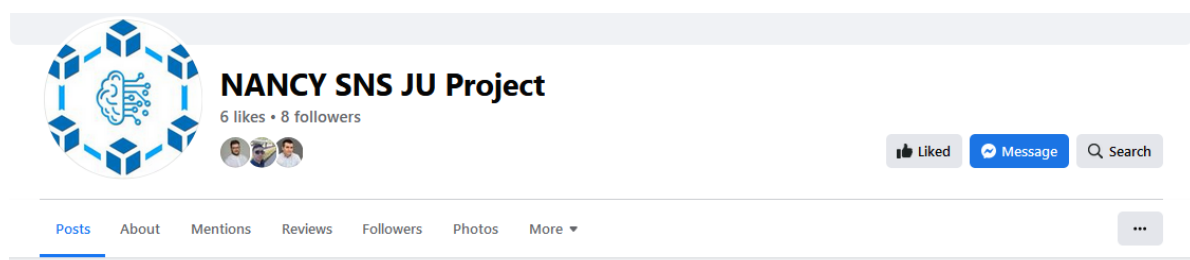 NANCY SNS JU Project
6 likes • 8 followers
Liked Message Search
Posts About Mentions Reviews Followers Photos More